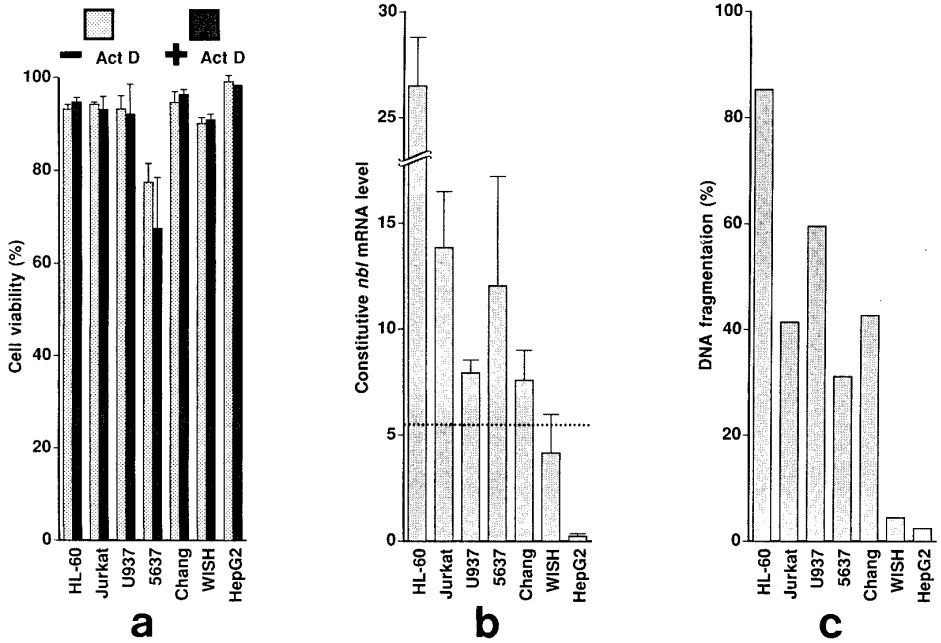 − Act D
+ Act D
Cell viability (%)
100
80
60
40
20
0
HL-60
Jurkat
U937
5637
Chang
WISH
HepG2
a
Constitutive nbl mRNA level
30
26
15
10
5
0
HL-60
Jurkat
U937
5637
Chang
WISH
HepG2
b
DNA fragmentation (%)
100
80
60
40
20
0
HL-60
Jurkat
U937
5637
Chang
WISH
HepG2
c